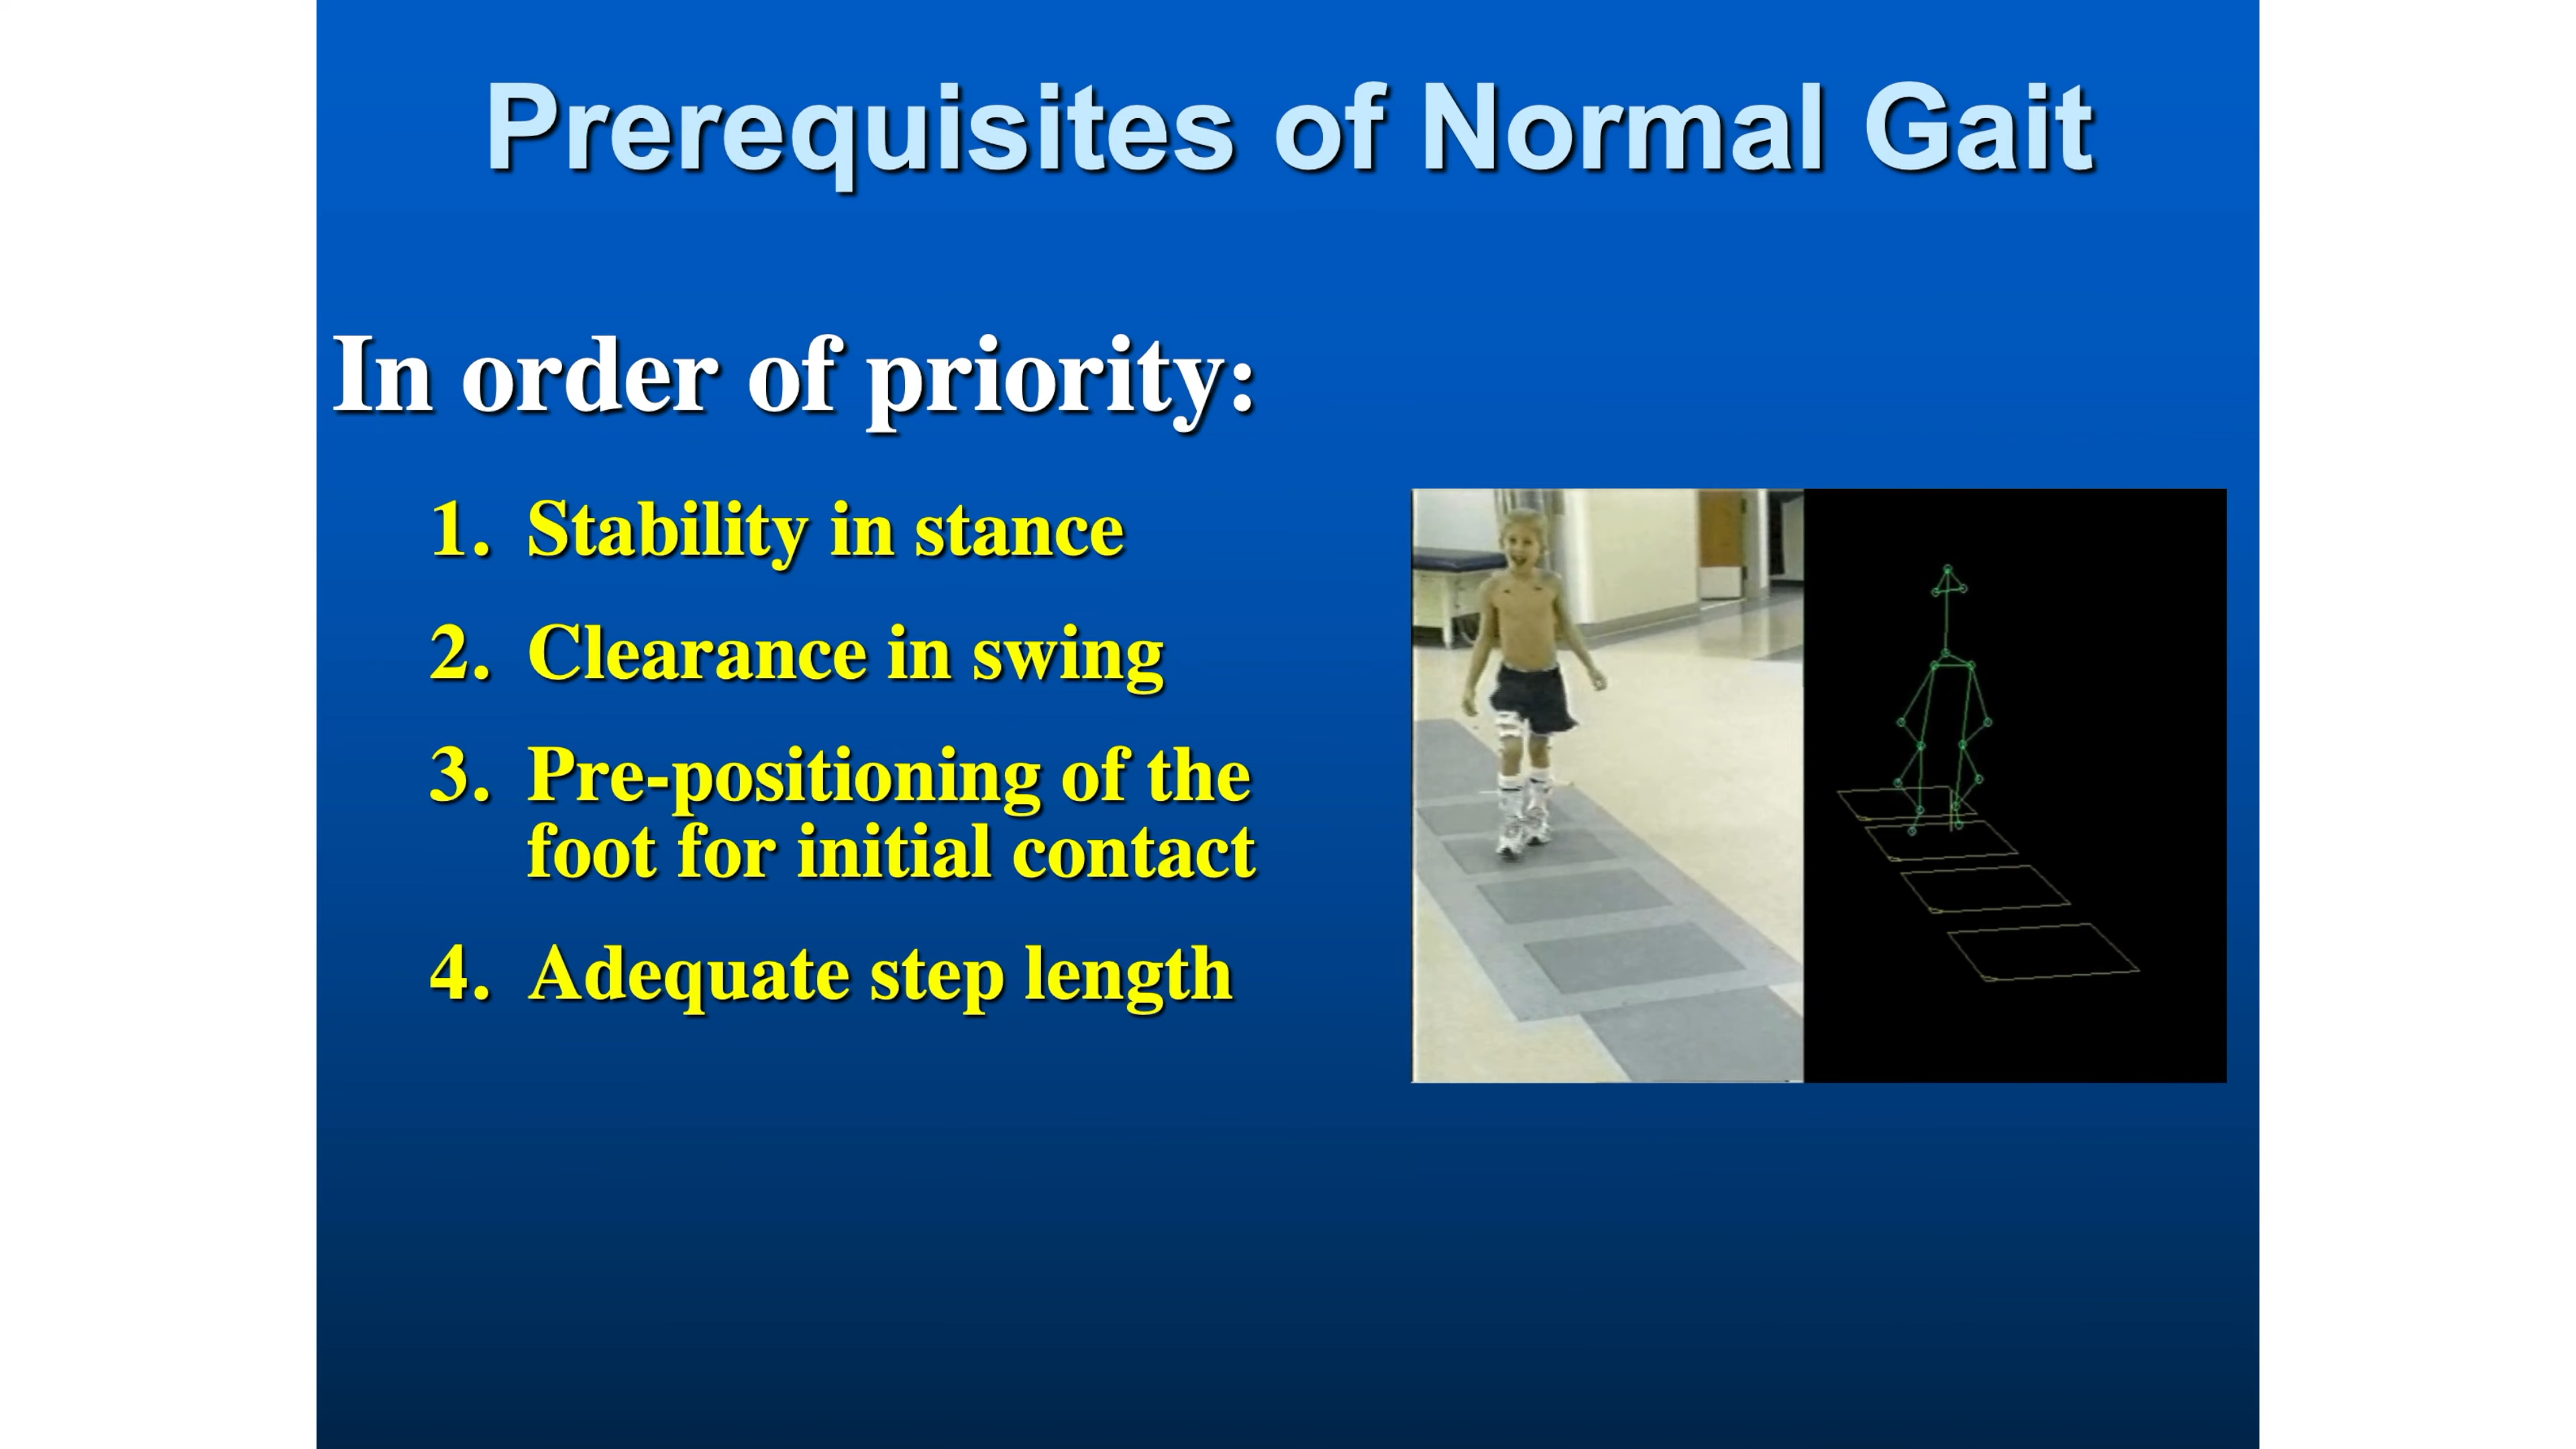 Prerequisites of Normal Gait
In order of priority:
1. Stability in stance
2. Clearance in swing
3. Pre-positioning of the
foot for initial contact
4. Adequate step length